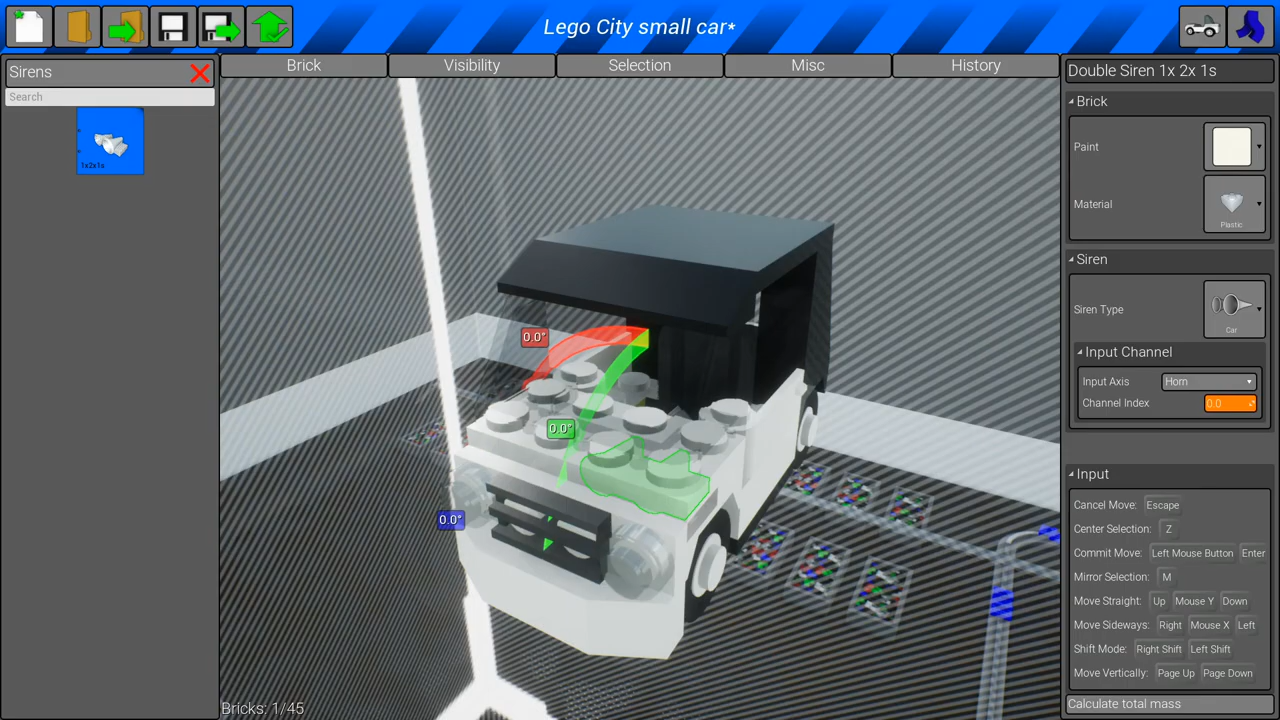 Lego City small car*
Sirens
Search
1s2x1s
Brick
Visibility
Selection
Misc
History
0.0°
0.0°
0.0°
Bricks: 1/45
Double Siren 1x 2x 1s
Brick
Paint
Material
Plastic
Siren
Siren Type
Car
Input Channel
Input Axis Horn
Channel Index 0.0
Input
Cancel Move: Escape
Center Selection: Z
Commit Move: Left Mouse Button Enter
Mirror Selection: M
Move Straight: Up Mouse Y Down
Move Sideways: Right Mouse X Left
Shift Mode: Right Shift Left Shift
Move Vertically: Page Up Page Down
Calculate total mass